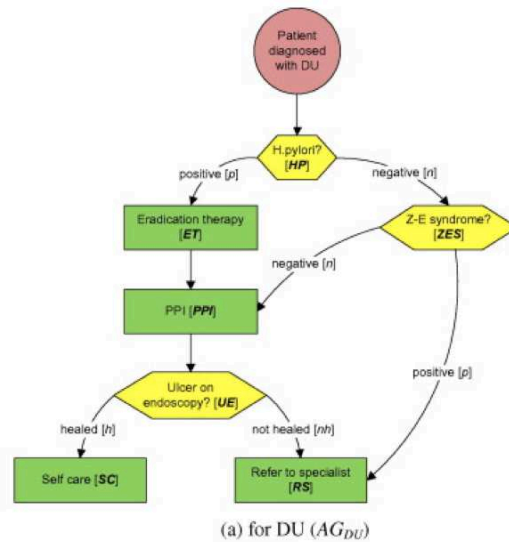 Patient
diagnosed
with DU
H.pylori?
[HP]
positive [p]
negative [n]
Eradication therapy
[ET]
Z-E syndrome?
[ZES]
negative [n]
PPI [PPI]
positive [p]
Ulcer on
endoscopy? [UE]
healed [h]
not healed [nh]
Self care [SC]
Refer to specialist
[RS]
(a) for DU (AG_DU)